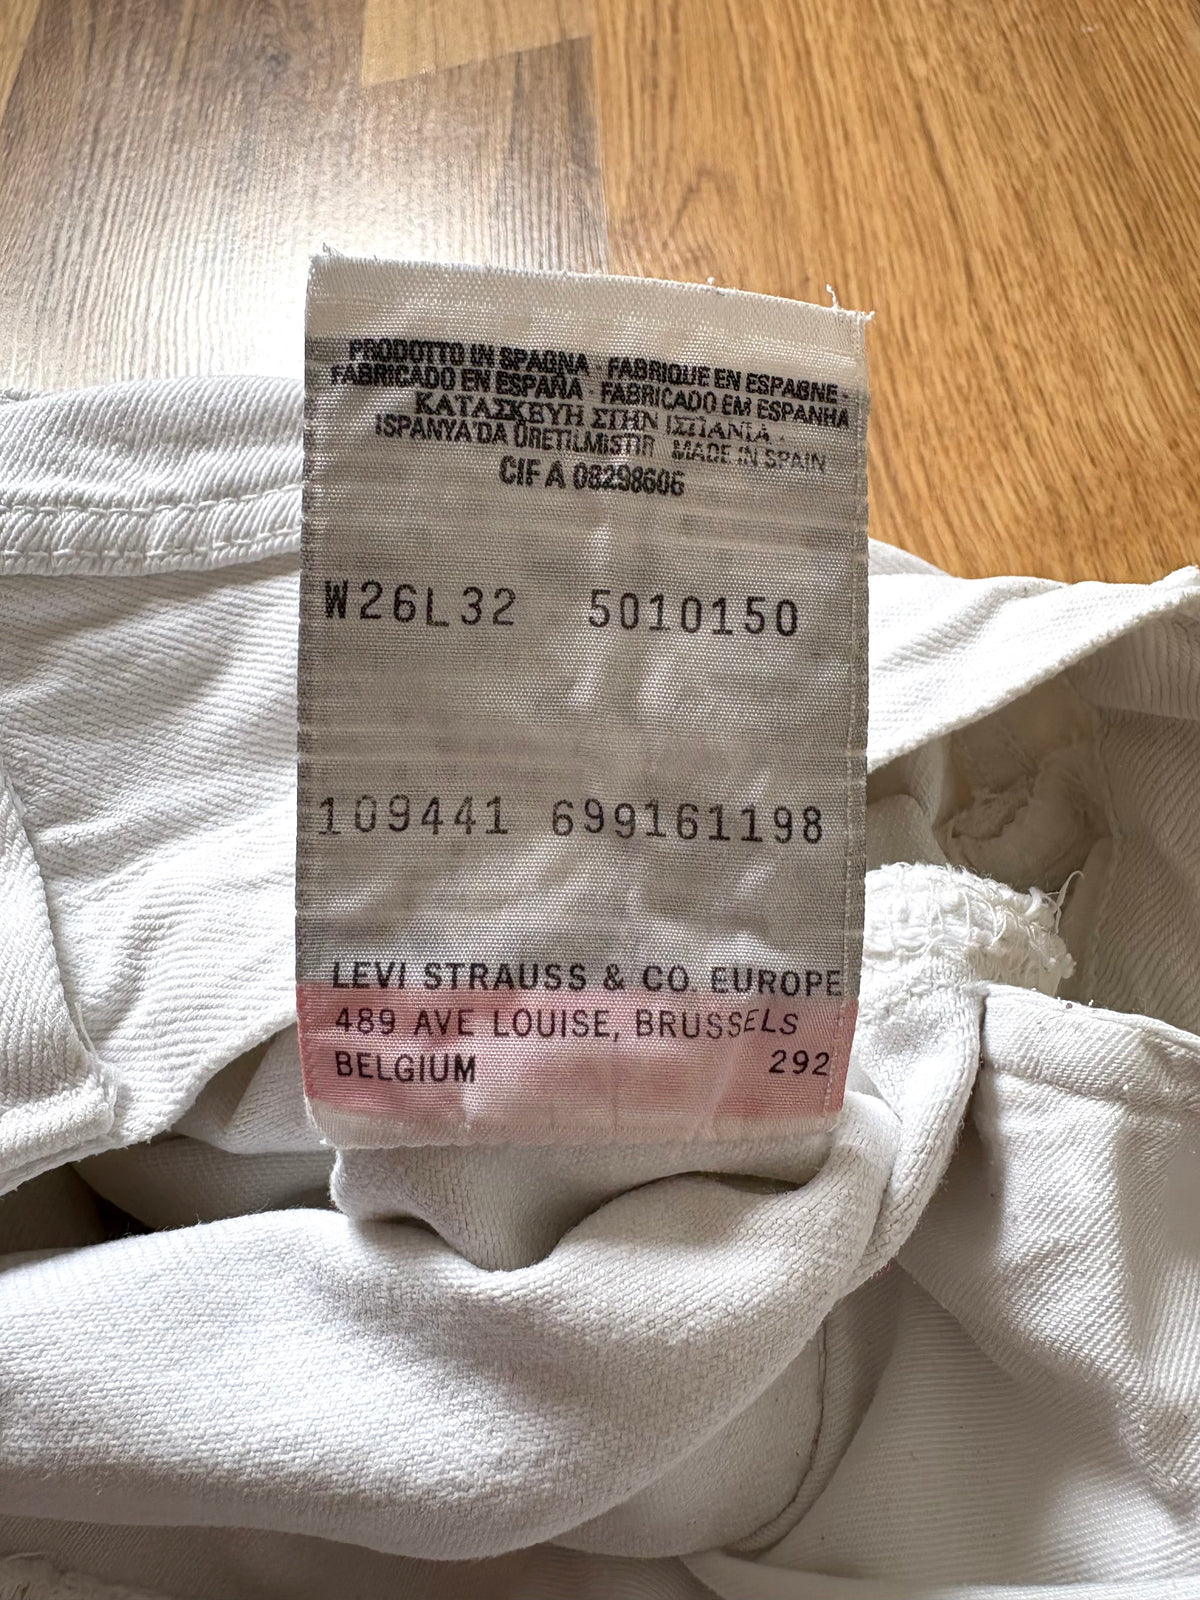 PRODOTTO IN SPAGNA - FABRIQUE EN ESPAGNE -
FABRICADO EN ESPAÑA - FABRICADO EM ESPANHA
ΚΑΤΑΣΚΕΥΗ ΣΤΗΝ ΙΣΠΑΝΙΑ .
ISPANYA'DA ÜRETILMISTIR MADE IN SPAIN
CIF A 08298606
W26L32 5010150
109441 699161198
LEVI STRAUSS & CO. EUROPE
489 AVE LOUISE, BRUSSELS
BELGIUM 292